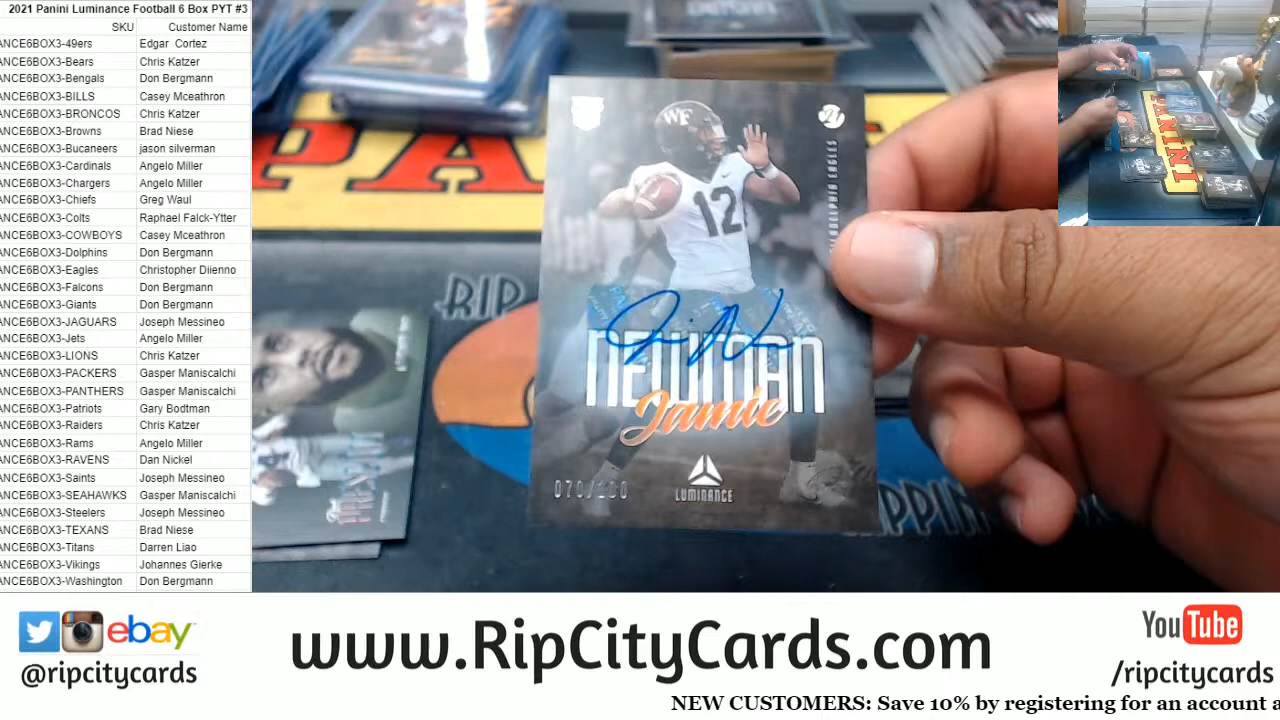 2021 Panini Luminance Football 6 Box PYT #3
SKU Customer Name
ANCE6BOX3-49ers Edgar Cortez
ANCE6BOX3-Bears Chris Katzer
ANCE6BOX3-Bengals Don Bergmann
ANCE6BOX3-BILLS Casey Mceathron
ANCE6BOX3-BRONCOS Chris Katzer
ANCE6BOX3-Browns Brad Niese
ANCE6BOX3-Bucaneers jason silverman
ANCE6BOX3-Cardinals Angelo Miller
ANCE6BOX3-Chargers Angelo Miller
ANCE6BOX3-Chiefs Greg Waul
ANCE6BOX3-Colts Raphael Falck-Ytter
ANCE6BOX3-COWBOYS Casey Mceathron
ANCE6BOX3-Dolphins Don Bergmann
ANCE6BOX3-Eagles Christopher Diienno
ANCE6BOX3-Falcons Don Bergmann
ANCE6BOX3-Giants Don Bergmann
ANCE6BOX3-JAGUARS Joseph Messineo
ANCE6BOX3-Jets Angelo Miller
ANCE6BOX3-LIONS Chris Katzer
ANCE6BOX3-PACKERS Gasper Maniscalchi
ANCE6BOX3-PANTHERS Gasper Maniscalchi
ANCE6BOX3-Patriots Gary Bodtman
ANCE6BOX3-Raiders Chris Katzer
ANCE6BOX3-Rams Angelo Miller
ANCE6BOX3-RAVENS Dan Nickel
ANCE6BOX3-Saints Joseph Messineo
ANCE6BOX3-SEAHAWKS Gasper Maniscalchi
ANCE6BOX3-Steelers Joseph Messineo
ANCE6BOX3-TEXANS Brad Niese
ANCE6BOX3-Titans Darren Liao
ANCE6BOX3-Vikings Johannes Gierke
ANCE6BOX3-Washington Don Bergmann
PA
RIP
WF
12
EAGLES
NEWMAN
Jamie
LUMINANCE
PPIN
PANINI
ebay
@ripcitycards
www.RipCityCards.com
YouTube
/ripcitycards
NEW CUSTOMERS: Save 10% by registering for an account a